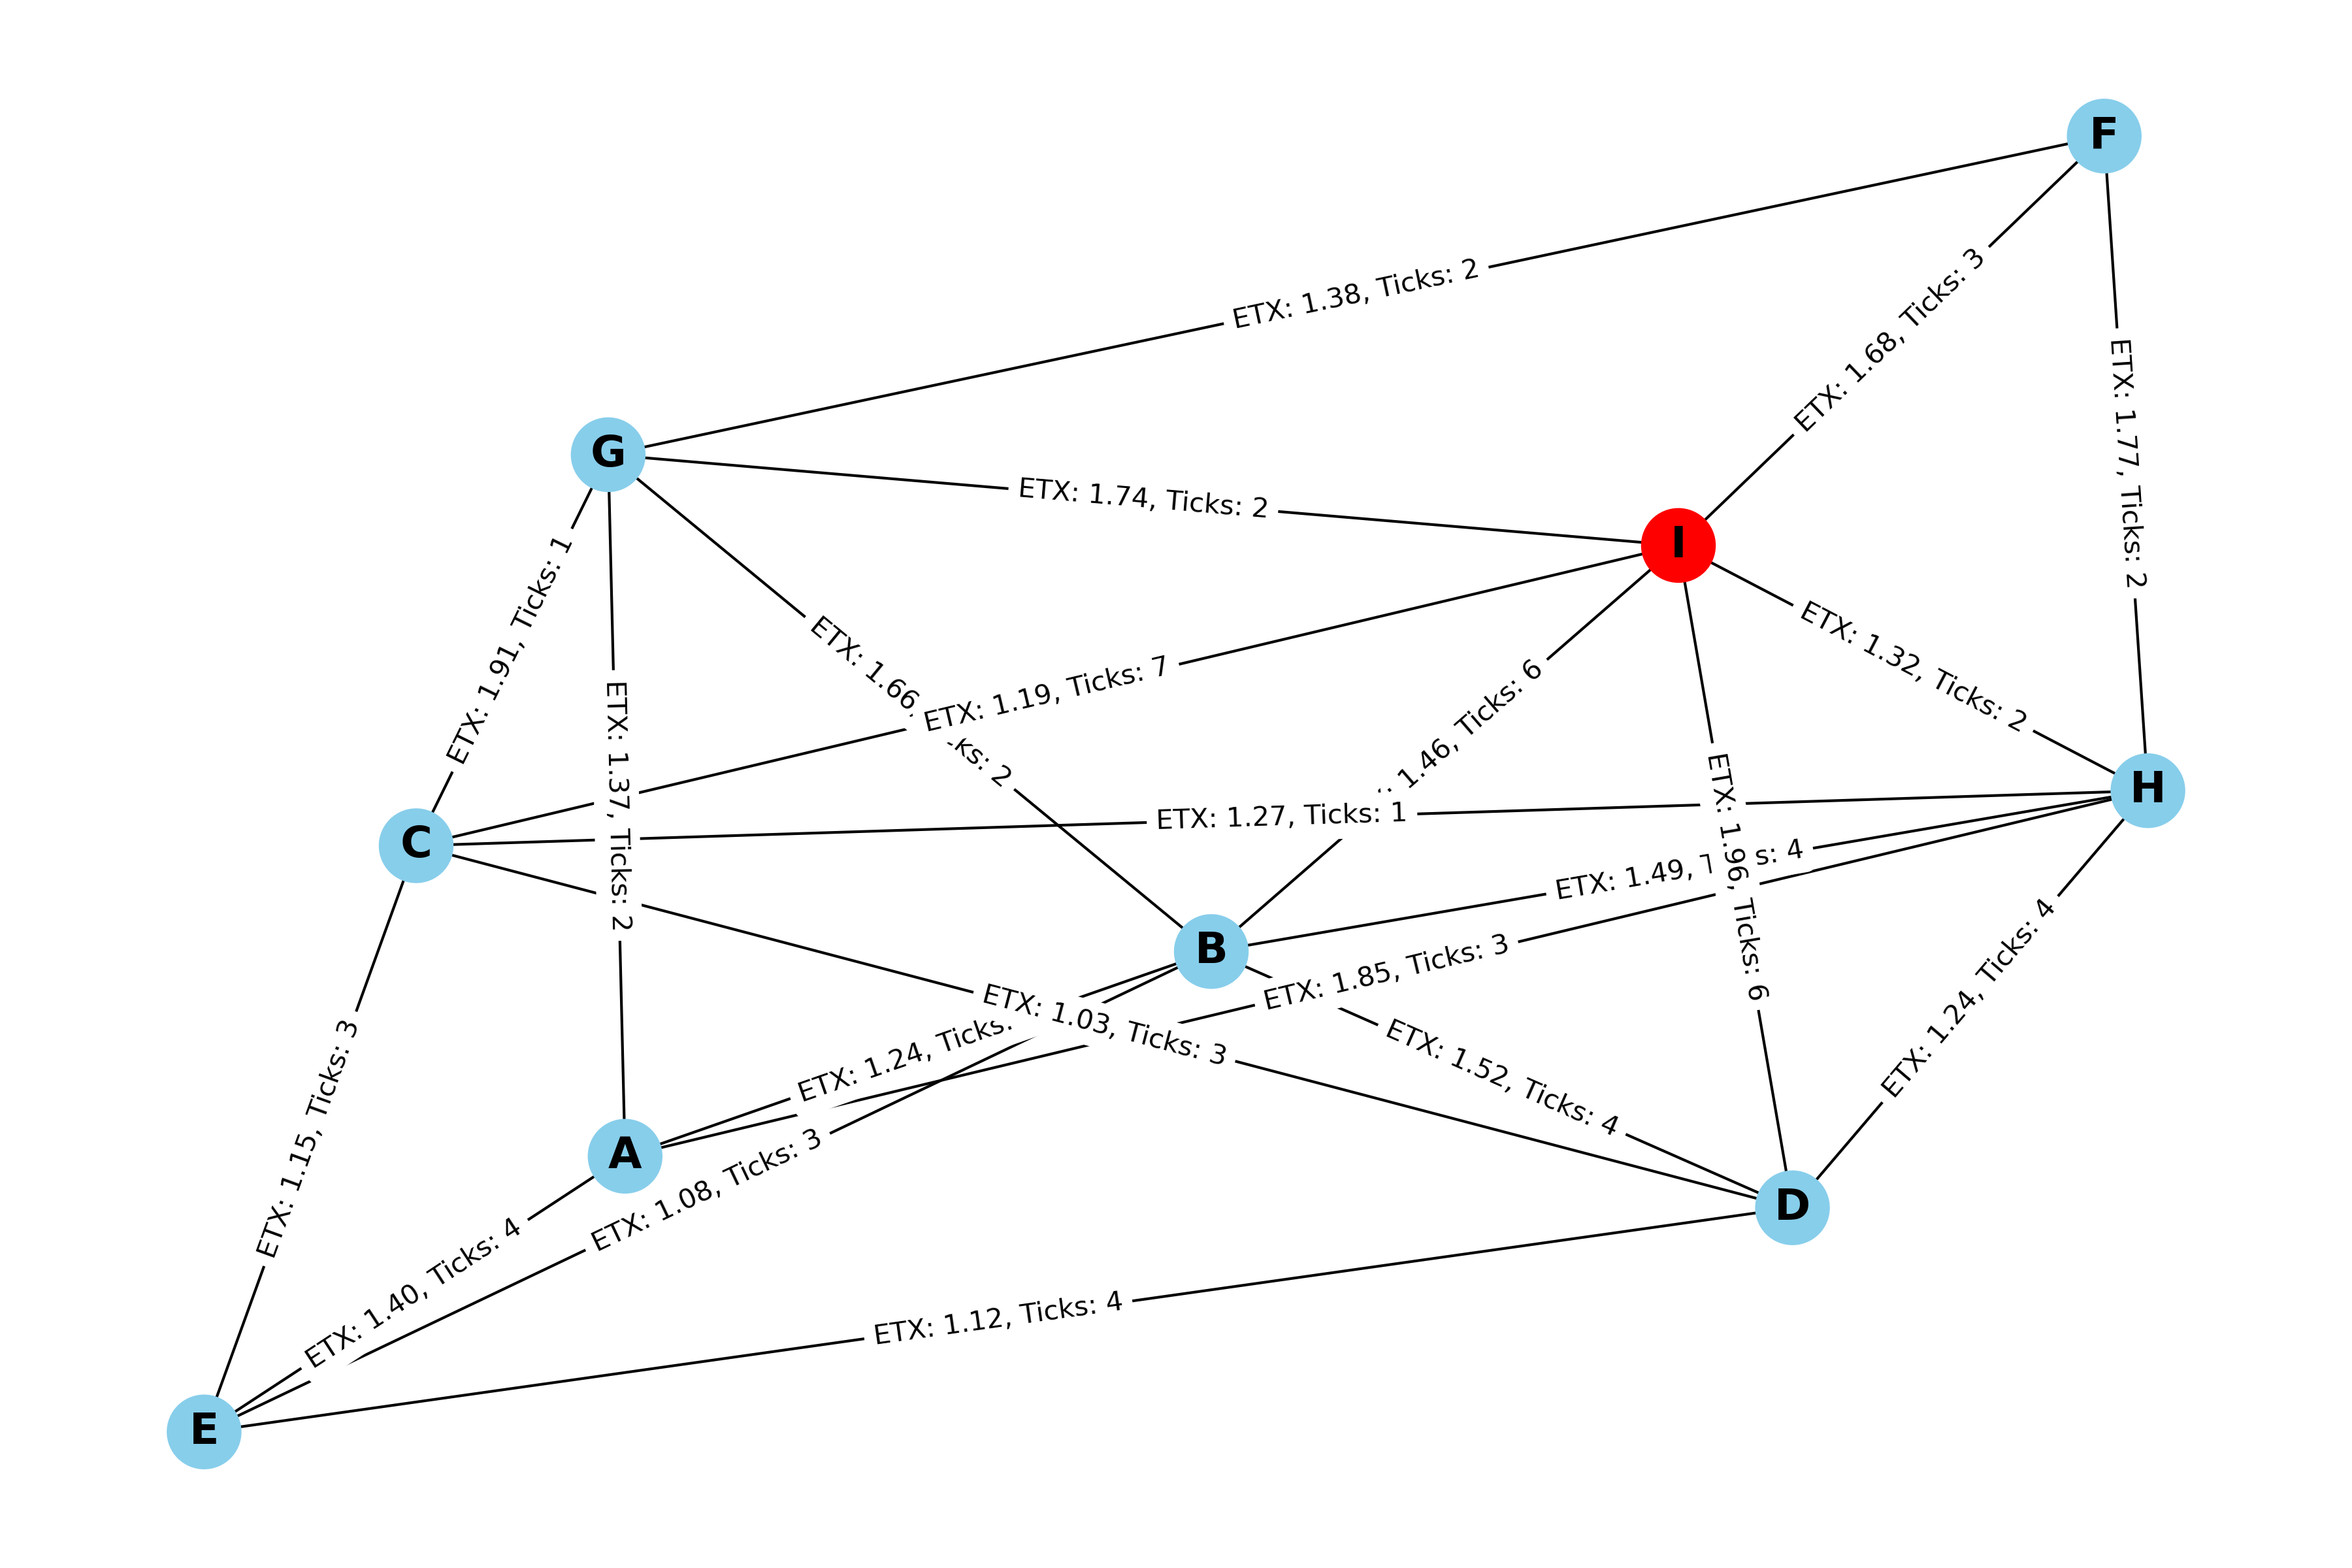 F
ETX: 1.38, Ticks: 2
ETX: 1.68, Ticks: 3
ETX: 1.77, Ticks: 2
G
ETX: 1.74, Ticks: 2
I
ETX: 1.91, Ticks: 1
ETX: 1.37, Ticks: 2
ETX: 1.66, 2
ETX: 1.19, Ticks: 7
1.46, Ticks: 6
ETX: 1.32, Ticks: 2
H
ETX: 1.27, Ticks: 1
C
ETX: 1.49, 4
ETX: 1.96, Ticks: 6
B
ETX: 1.85, Ticks: 3
ETX: 1.24, Ticks: 4
ETX: 1.03, Ticks: 3
ETX: 1.24, Ticks:
ETX: 1.52, Ticks: 4
ETX: 1.15, Ticks: 3
A
ETX: 1.08, Ticks: 3
D
ETX: 1.40, Ticks: 4
ETX: 1.12, Ticks: 4
E